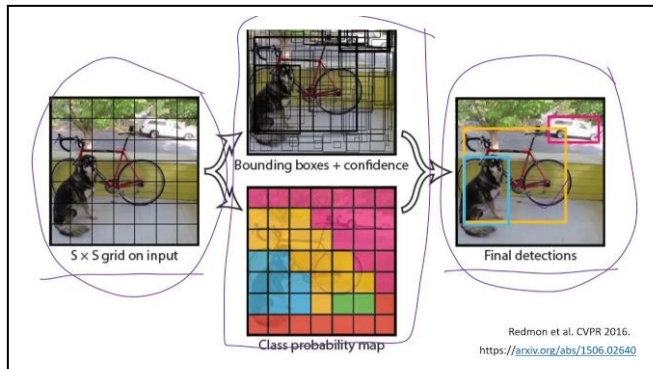 Bounding boxes + confidence
S × S grid on input
Final detections
Class probability map
Redmon et al. CVPR 2016.
https://arxiv.org/abs/1506.02640